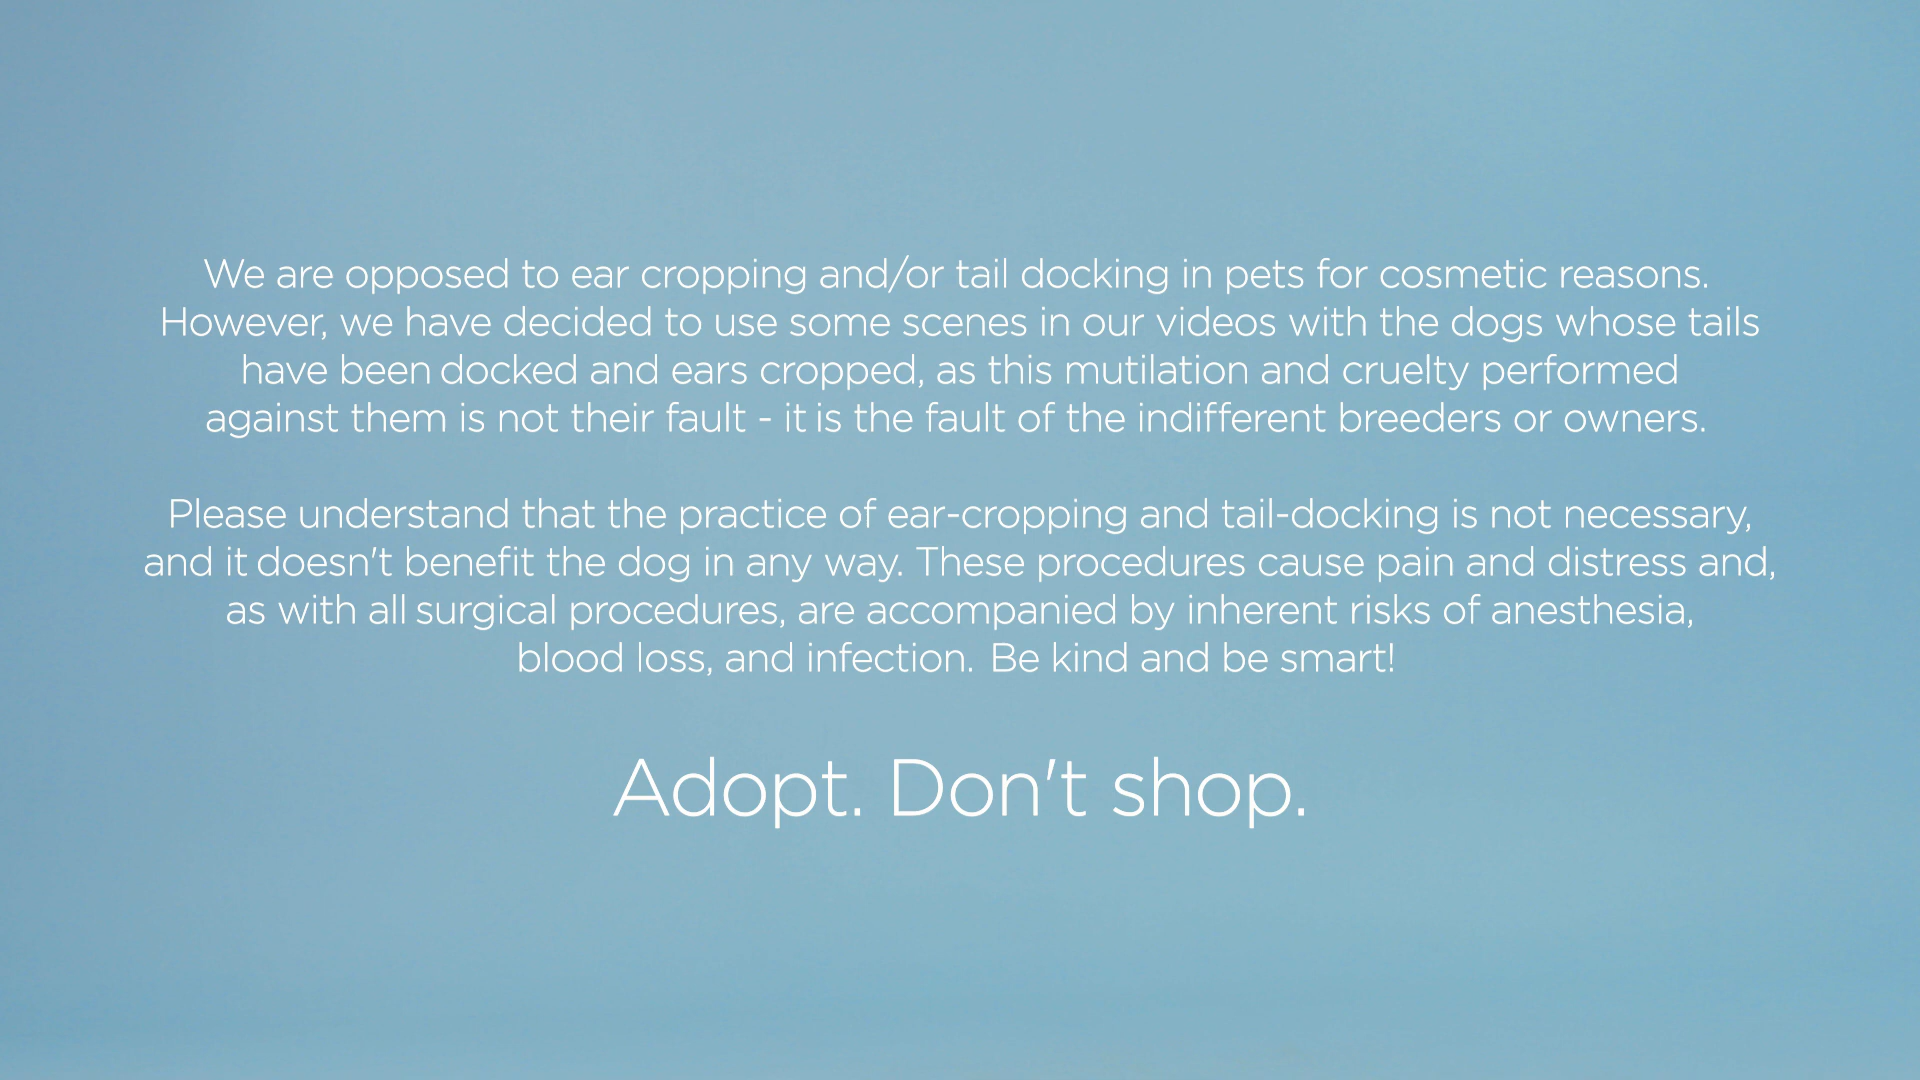 We are opposed to ear cropping and/or tail docking in pets for cosmetic reasons.
However, we have decided to use some scenes in our videos with the dogs whose tails
have been docked and ears cropped, as this mutilation and cruelty performed
against them is not their fault - it is the fault of the indifferent breeders or owners.
Please understand that the practice of ear-cropping and tail-docking is not necessary,
and it doesn't benefit the dog in any way. These procedures cause pain and distress and,
as with all surgical procedures, are accompanied by inherent risks of anesthesia,
blood loss, and infection. Be kind and be smart!
Adopt. Don't shop.